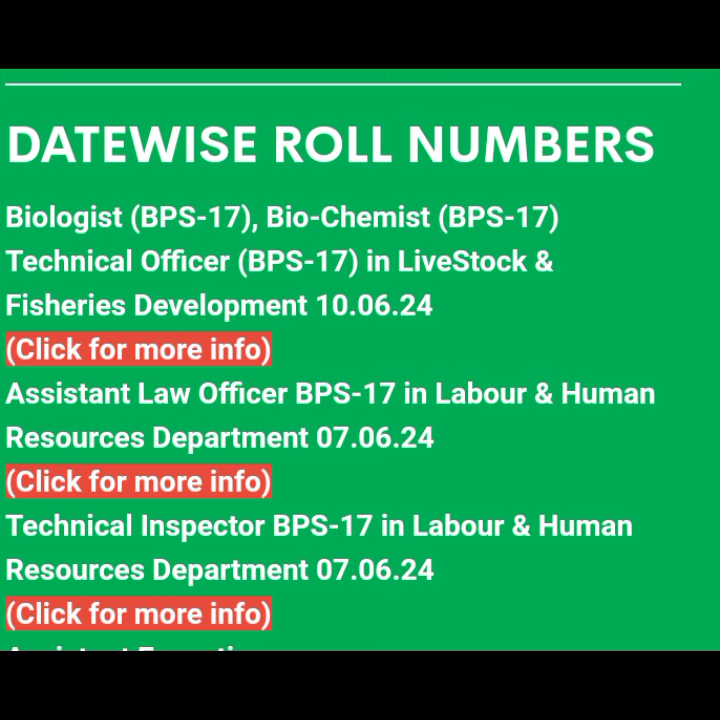 DATEWISE ROLL NUMBERS
Biologist (BPS-17), Bio-Chemist (BPS-17)
Technical Officer (BPS-17) in LiveStock &
Fisheries Development 10.06.24
(Click for more info)
Assistant Law Officer BPS-17 in Labour & Human
Resources Department 07.06.24
(Click for more info)
Technical Inspector BPS-17 in Labour & Human
Resources Department 07.06.24
(Click for more info)